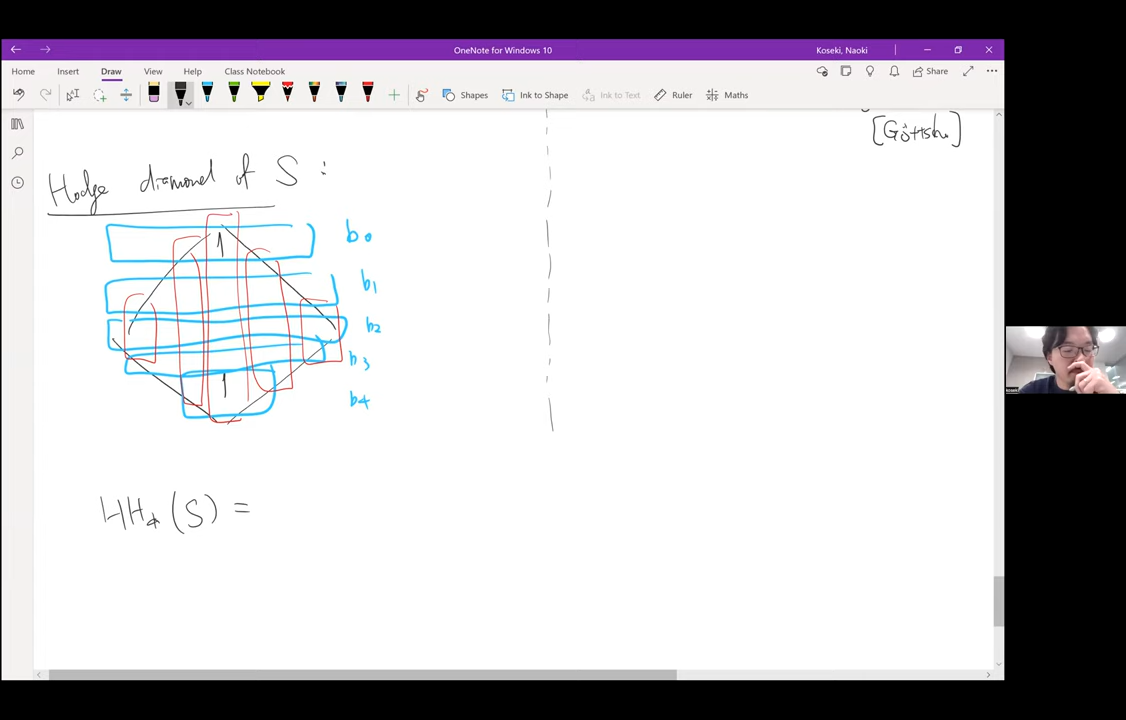 OneNote for Windows 10
Koseki, Naoki
Home Insert Draw View Help Class Notebook
Share
Shapes Ink to Shape Ink to Text Ruler Maths
[Göttsch.]
Hodge diamond of S :
1 b0
b1
b2
b3
1 b4
HH*(S) =